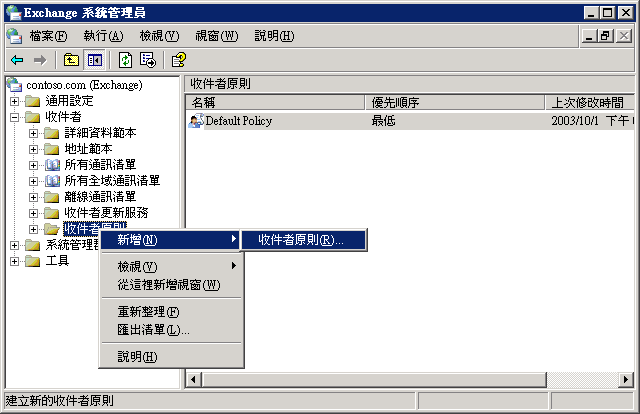 Exchange 系統管理員
檔案(F) 執行(A) 檢視(V) 視窗(W) 說明(H)
contoso.com (Exchange)
通用設定
收件者
詳細資料範本
地址範本
所有通訊清單
所有全域通訊清單
離線通訊清單
收件者更新服務
收件者原則
系統管理群
工具
收件者原則
名稱 優先順序 上次修改時間
Default Policy 最低 2003/10/1 下午
新增(N)
收件者原則(R)...
檢視(V)
從這裡新增視窗(W)
重新整理(F)
匯出清單(L)...
說明(H)
建立新的收件者原則